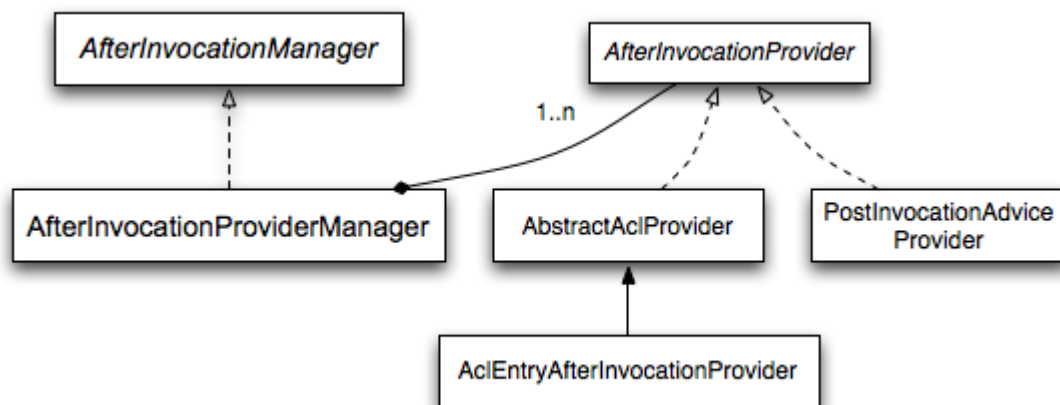 AfterInvocationManager
AfterInvocationProvider
1..n
AfterInvocationProviderManager
AbstractAclProvider
PostInvocationAdvice
Provider
AclEntryAfterInvocationProvider